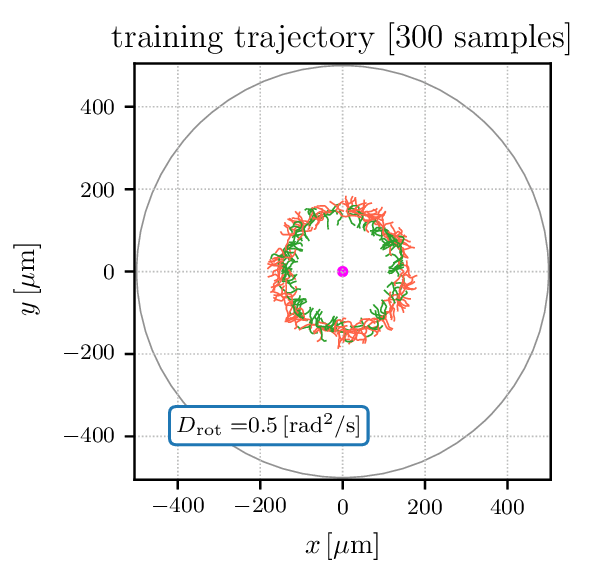 training trajectory [300 samples]
400
200
0
−200
−400
y [μm]
D_rot =0.5 [rad²/s]
−400 −200 0 200 400
x [μm]